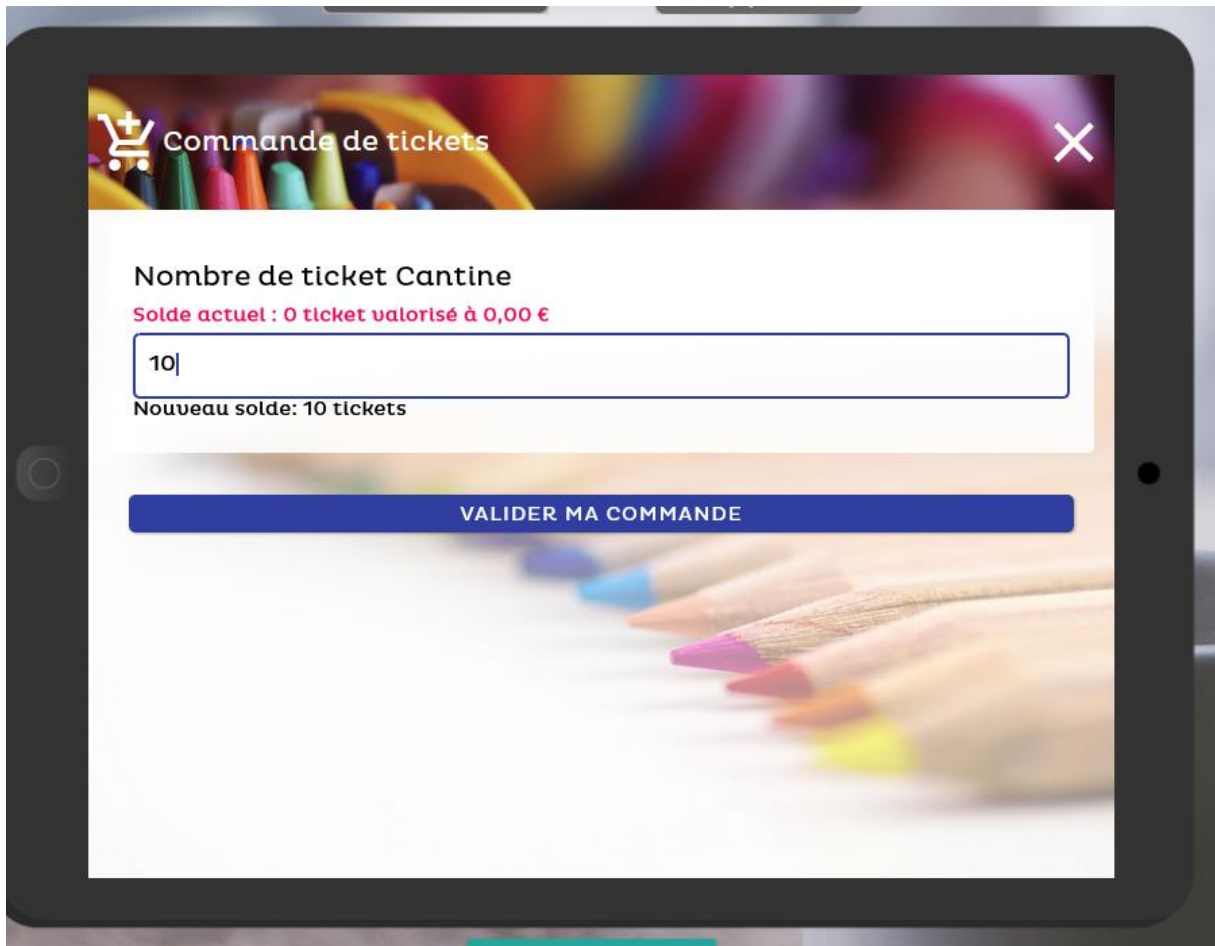 Commande de tickets
Nombre de ticket Cantine
Solde actuel : 0 ticket valorisé à 0,00 €
10
Nouveau solde: 10 tickets
VALIDER MA COMMANDE